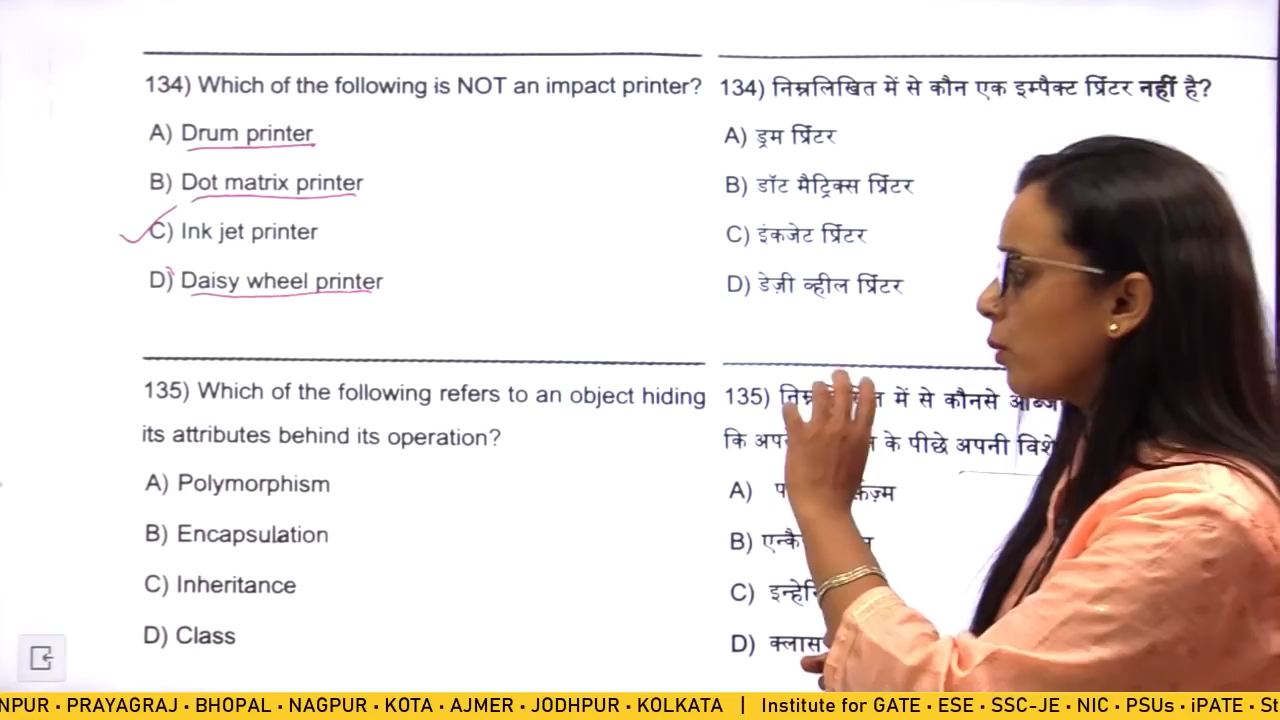 134) Which of the following is NOT an impact printer?
A) Drum printer
B) Dot matrix printer
C) Ink jet printer
D) Daisy wheel printer
134) निम्नलिखित में से कौन एक इम्पैक्ट प्रिंटर नहीं है?
A) ड्रम प्रिंटर
B) डॉट मैट्रिक्स प्रिंटर
C) इंकजेट प्रिंटर
D) डेज़ी व्हील प्रिंटर
135) Which of the following refers to an object hiding
its attributes behind its operation?
A) Polymorphism
B) Encapsulation
C) Inheritance
D) Class
135) में से कौनसे
कि के पीछे अपनी
A)
B)
C)
D) क्लास
NPUR • PRAYAGRAJ • BHOPAL • NAGPUR • KOTA • AJMER • JODHPUR • KOLKATA | Institute for GATE • ESE • SSC-JE • NIC • PSUs • iPATE • St